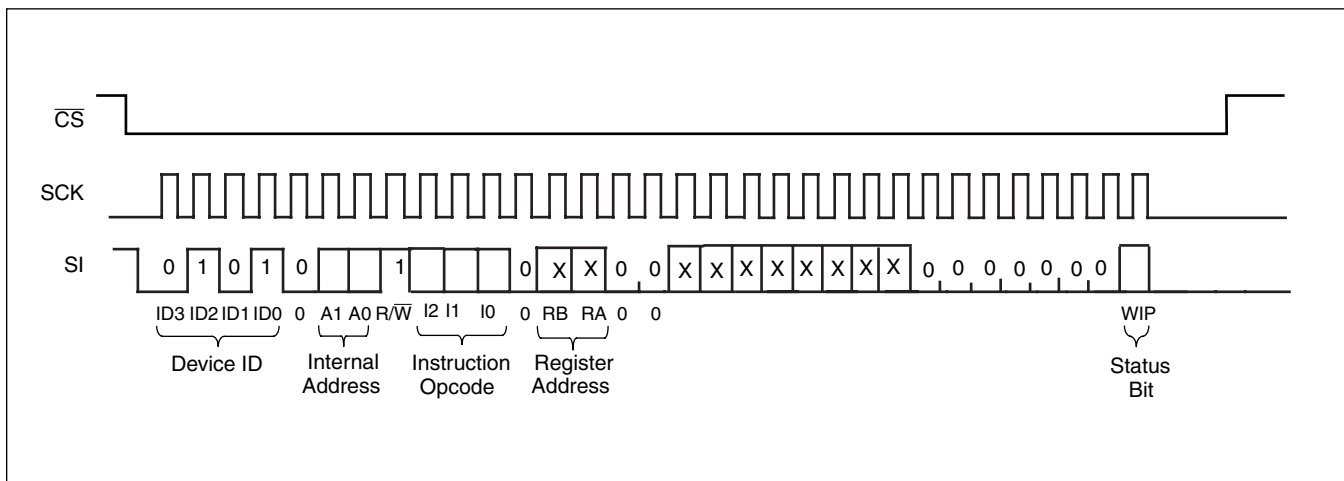 CS
SCK
SI
0 1 0 1 0 1 0 X X 0 0 X X X X X X X X 0 0 0 0 0 0 0
ID3 ID2 ID1 ID0 0 A1 A0 R/W I2 I1 I0 0 RB RA 0 0 WIP
Device ID
Internal
Address
Instruction
Opcode
Register
Address
Status
Bit